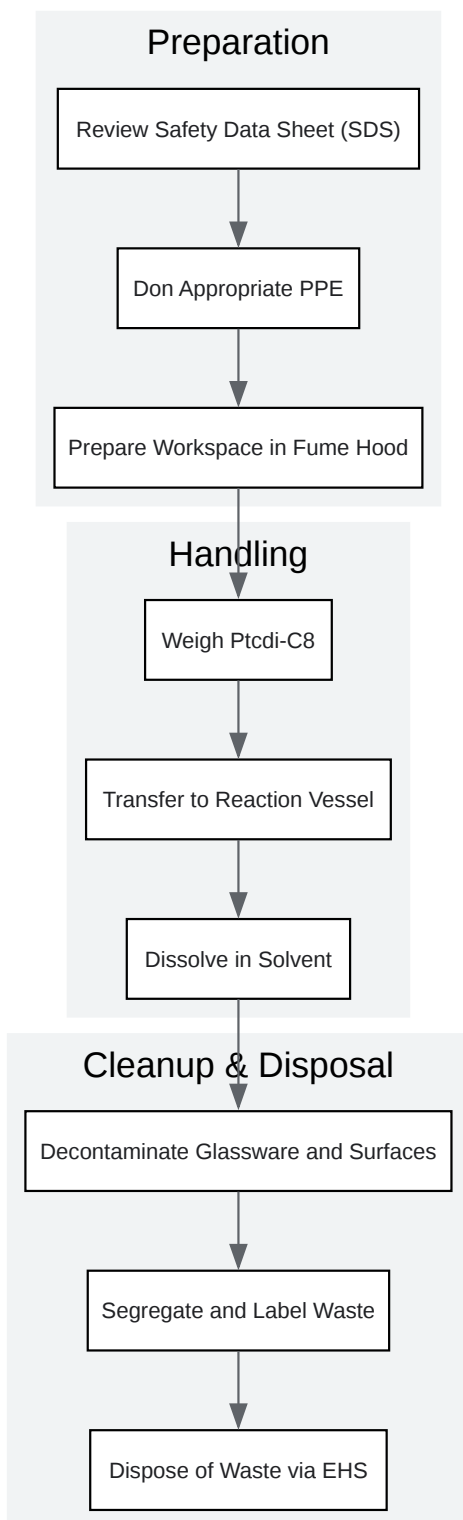 Preparation
Review Safety Data Sheet (SDS)
Don Appropriate PPE
Prepare Workspace in Fume Hood
Handling
Weigh Ptcdi-C8
Transfer to Reaction Vessel
Dissolve in Solvent
Cleanup & Disposal
Decontaminate Glassware and Surfaces
Segregate and Label Waste
Dispose of Waste via EHS